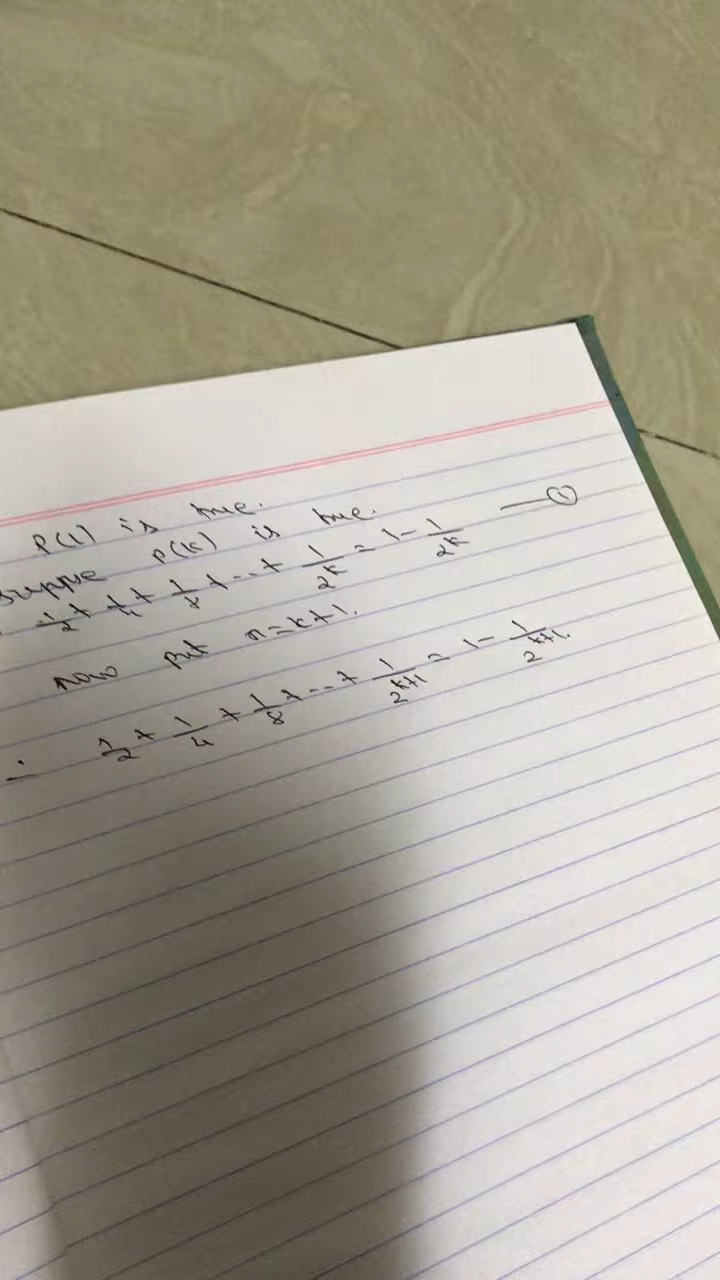 P(1) is true.
Suppse P(k) is true.
1/2 + 1/4 + 1/8 + ... + 1/2^k = 1 - 1/2^k —①
now put n = k + 1.
∴ 1/2 + 1/4 + 1/8 + ... + 1/2^(k+1) = 1 - 1/2^(k+1).